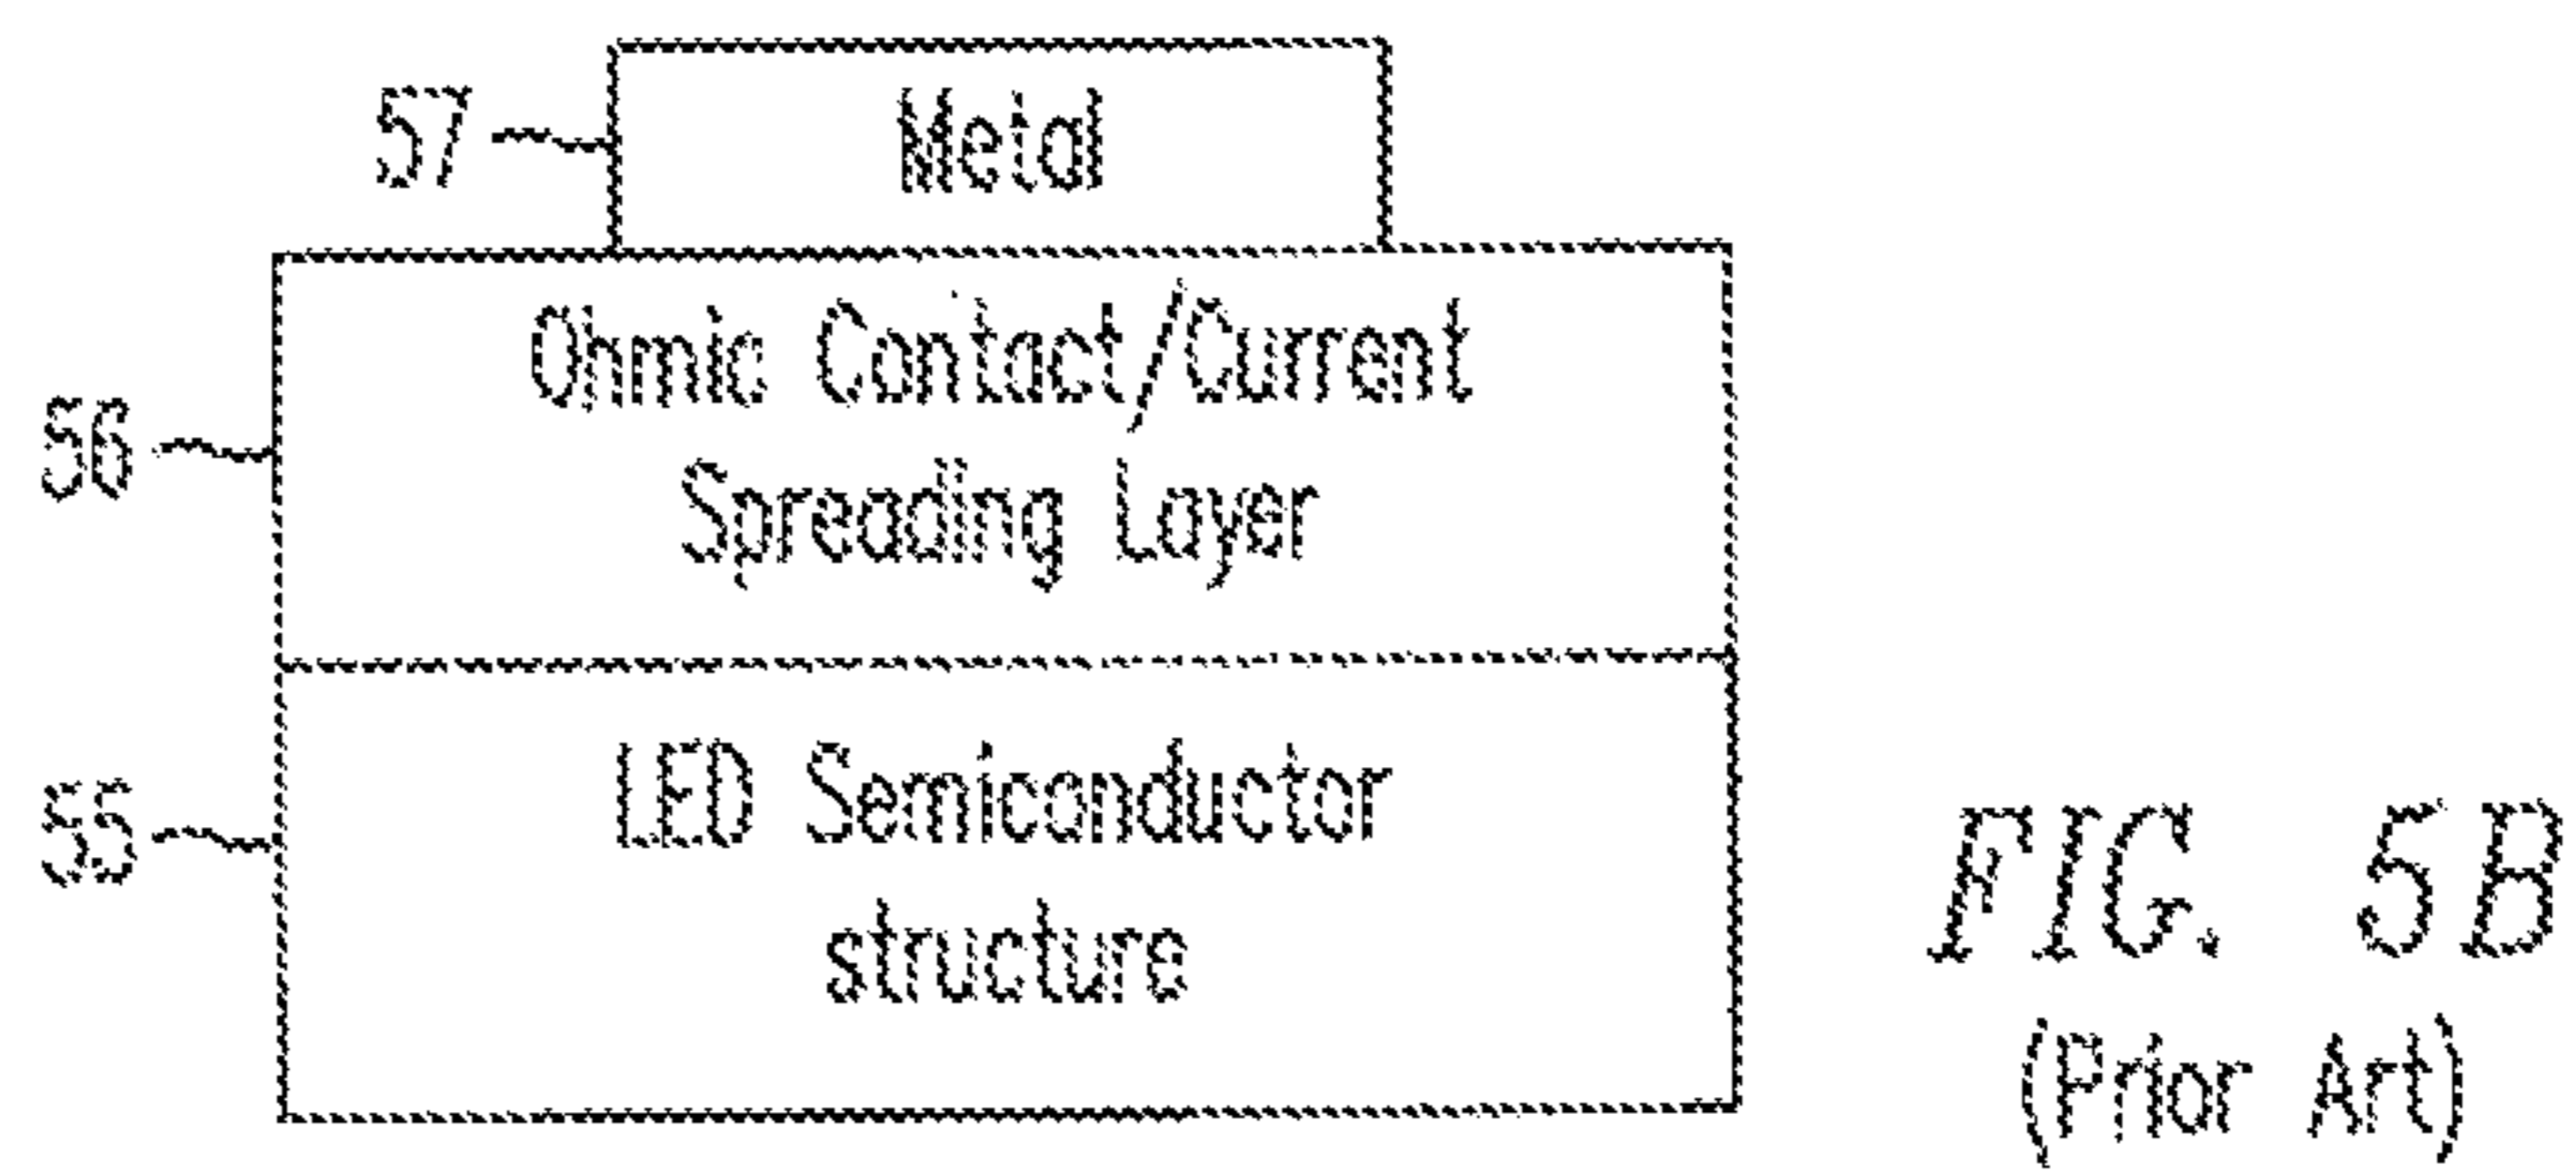 57 Metal
56 Ohmic Contact/Current
Spreading Layer
55 LED Semiconductor
structure
FIG. 5B
(Prior Art)